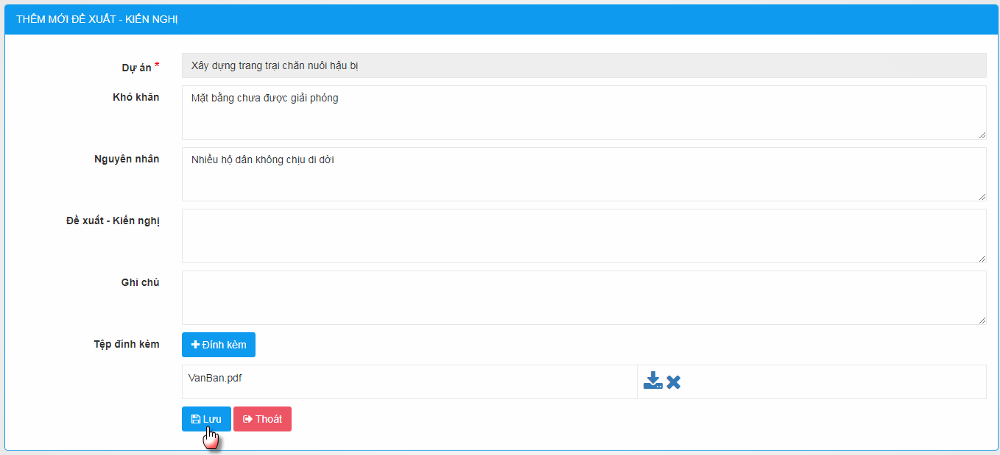 THÊM MỚI ĐỀ XUẤT - KIẾN NGHỊ
Dự án *
Xây dựng trang trại chăn nuôi hậu bị
Khó khăn
Mặt bằng chưa được giải phóng
Nguyên nhân
Nhiều hộ dân không chịu di dời
Đề xuất - Kiến nghị
Ghi chú
Tệp đính kèm
Đính kèm
VanBan.pdf
Lưu Thoát